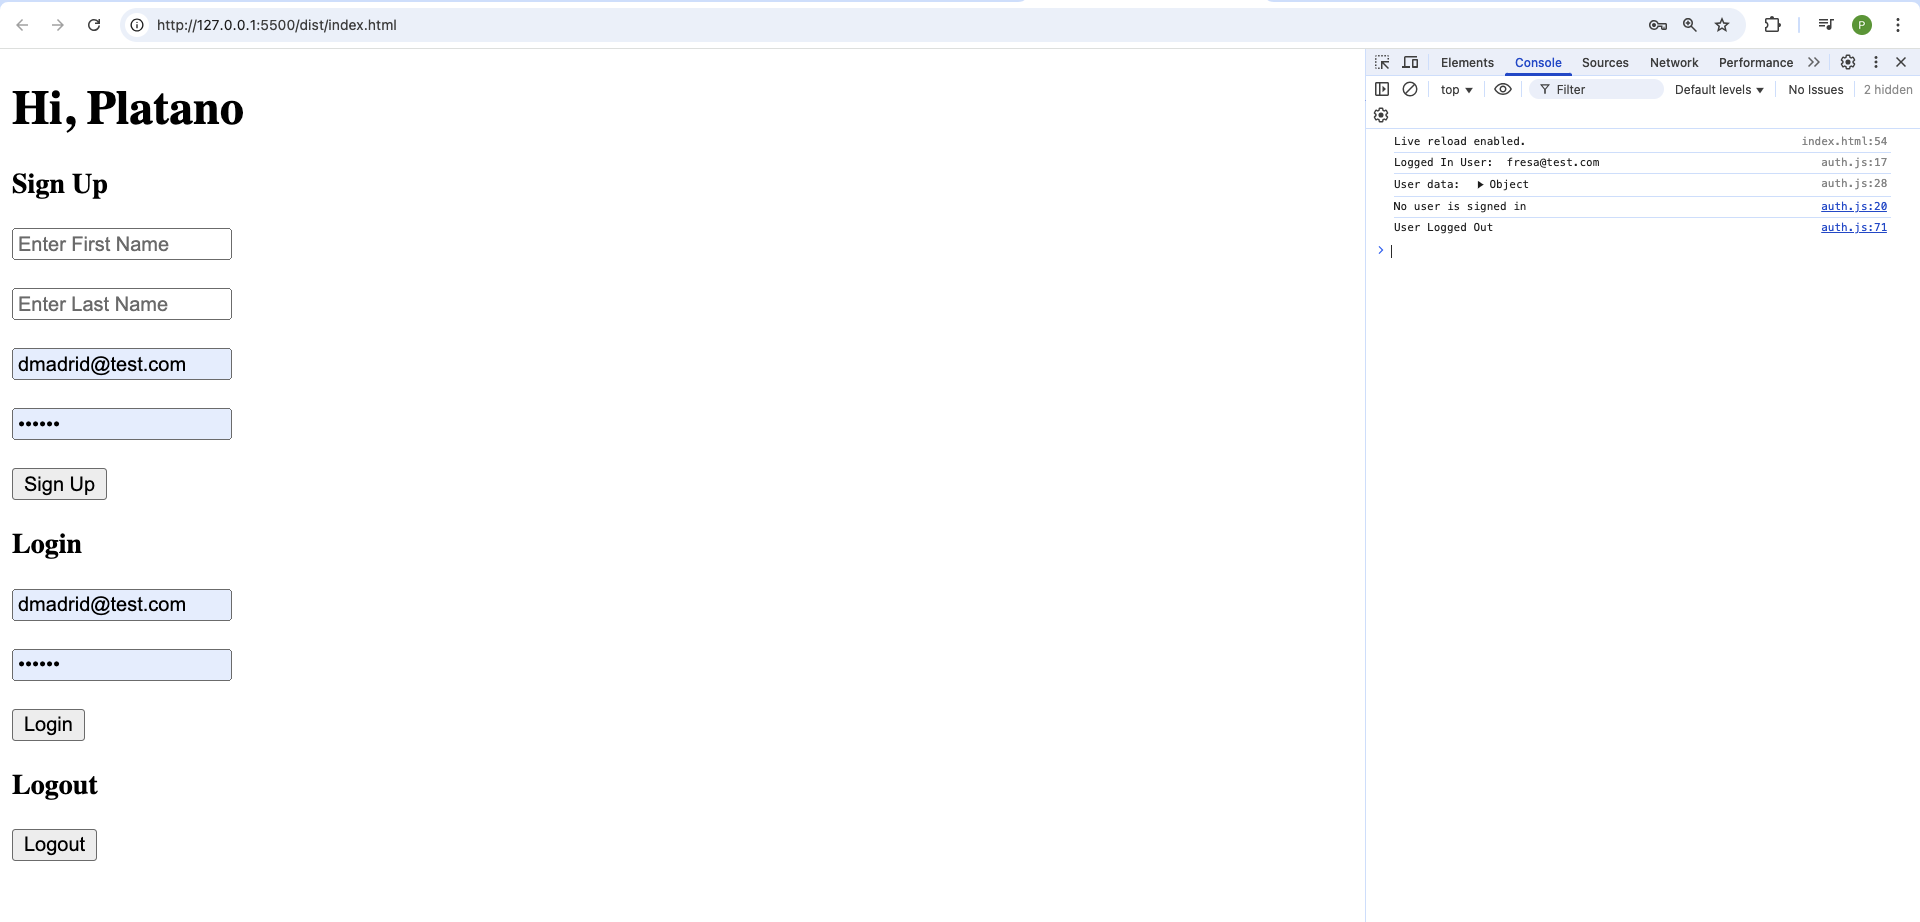 http://127.0.0.1:5500/dist/index.html
P
Hi, Platano
Sign Up
Enter First Name
Enter Last Name
dmadrid@test.com
••••••
Sign Up
Login
dmadrid@test.com
••••••
Login
Logout
Logout
Elements Console Sources Network Performance
top Filter Default levels No Issues 2 hidden
Live reload enabled. index.html:54
Logged In User: fresa@test.com auth.js:17
User data: Object auth.js:28
No user is signed in auth.js:20
User Logged Out auth.js:71